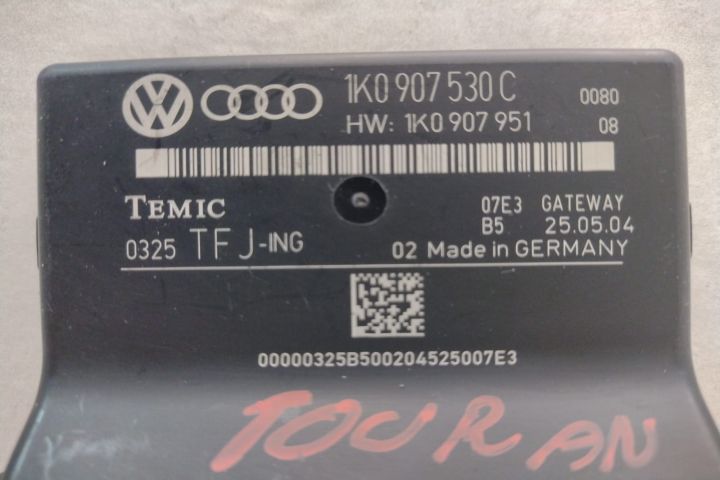 1K0 907 530 C 0080
HW: 1K0 907 951 08
TEMIC 07E3 GATEWAY
B5 25.05.04
0325 TFJ-ING 02 Made in GERMANY
00000325B500204525007E3
TOURAN